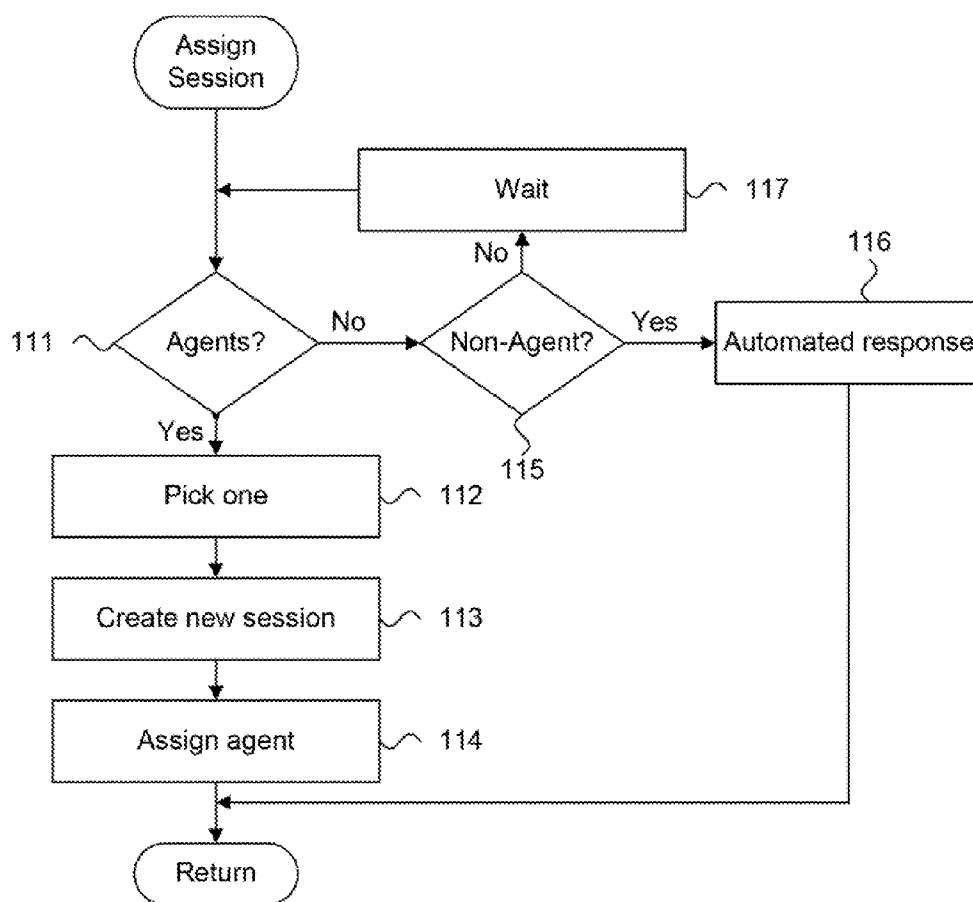 Assign
Session
Wait
117
No
116
111
Agents?
No
Non-Agent?
Yes
Automated response
Yes
115
Pick one
112
Create new session
113
Assign agent
114
Return